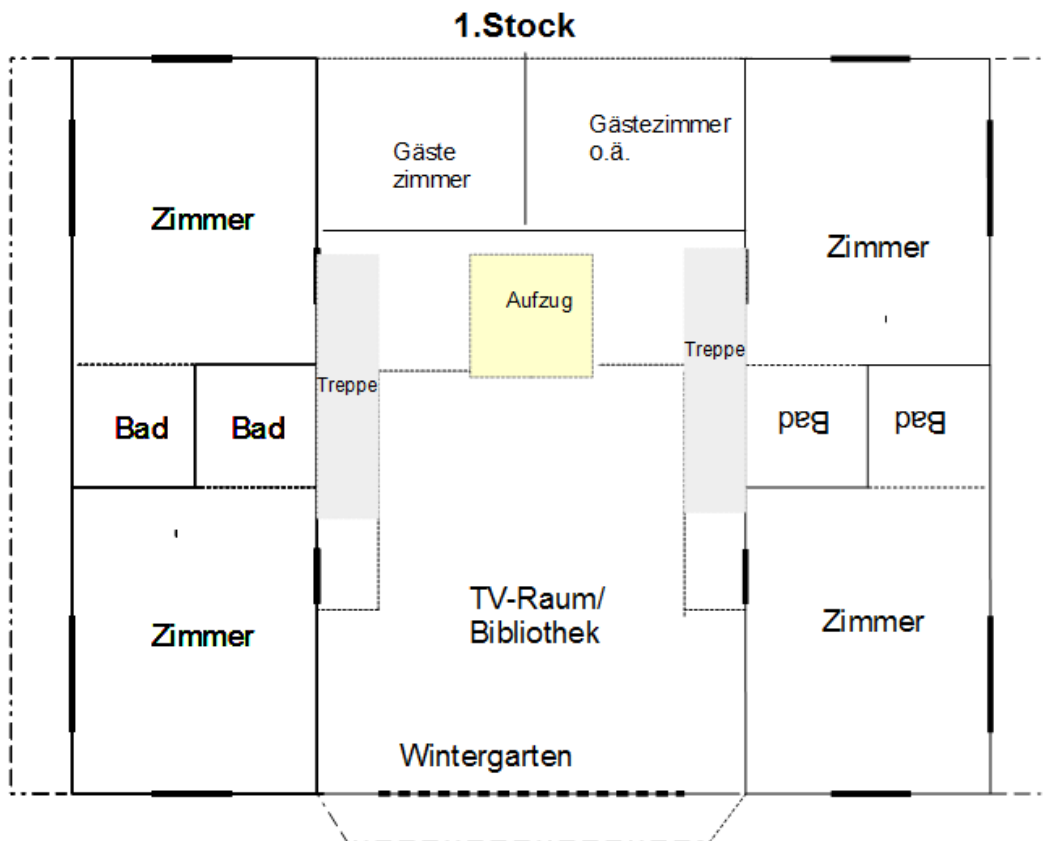 1.Stock
Gäste
zimmer
Gästezimmer
o.ä.
Zimmer
Zimmer
Aufzug
Treppe
Treppe
Bad
Bad
Bad
Bad
TV-Raum/
Bibliothek
Zimmer
Zimmer
Wintergarten